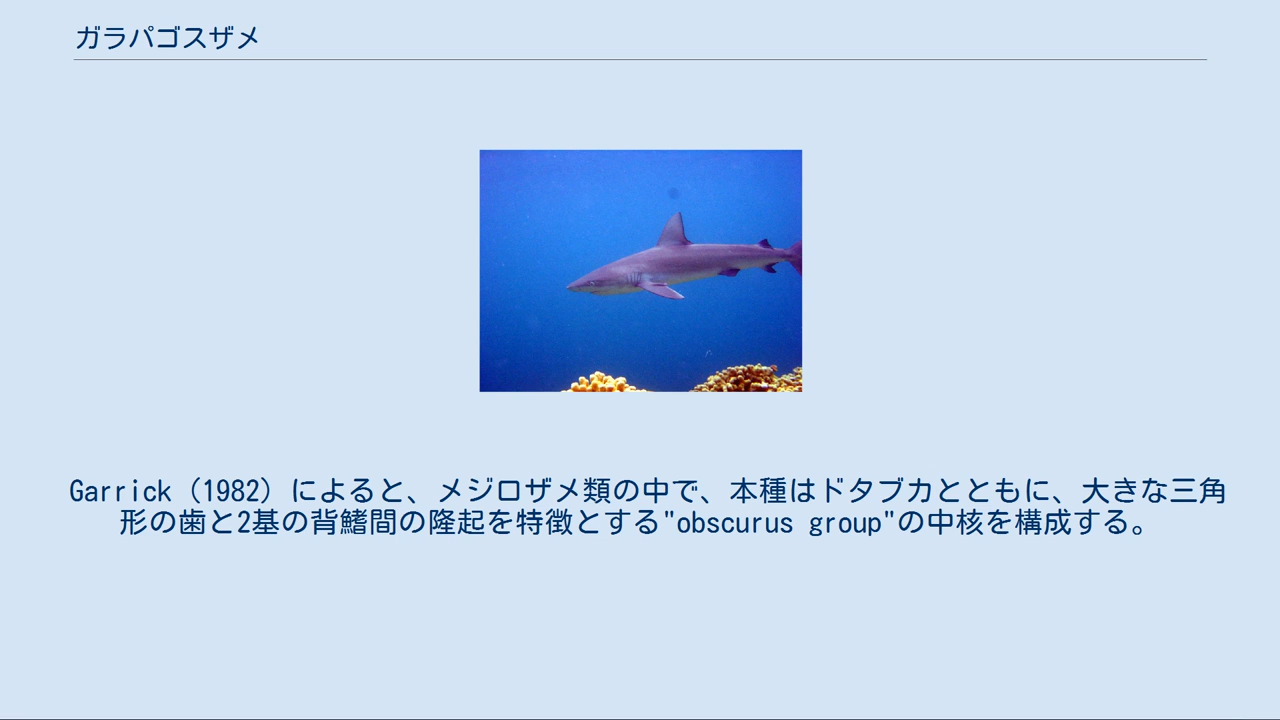 ガラパゴスザメ
Garrick（1982）によると、メジロザメ類の中で、本種はドタブカとともに、大きな三角
形の歯と2基の背鰭間の隆起を特徴とする"obscurus group"の中核を構成する。